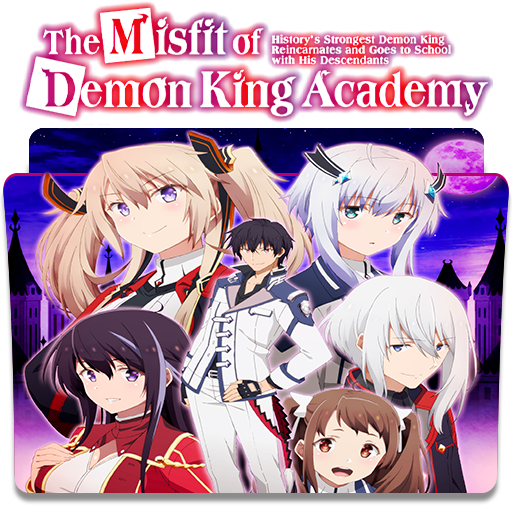 The Misfit of
History's Strongest Demon King
Reincarnates and Goes to School
with His Descendants
Demon King Academy